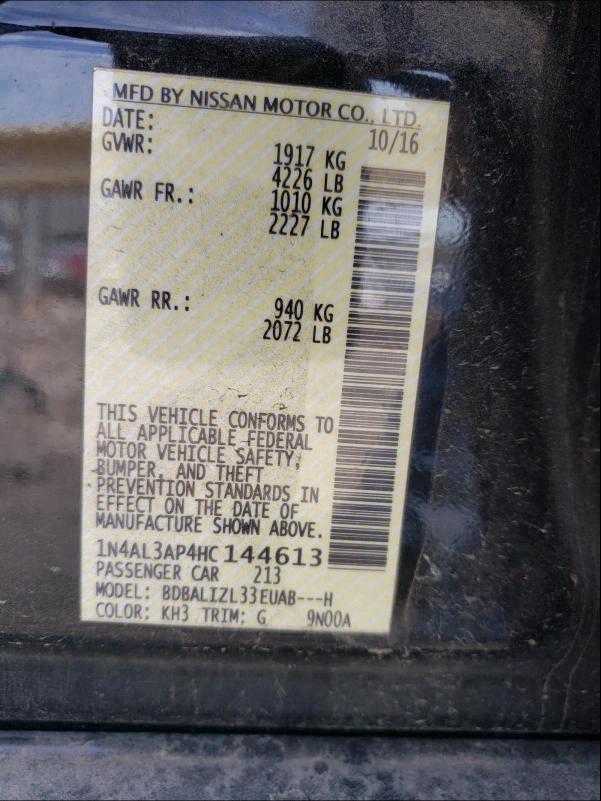 MFD BY NISSAN MOTOR CO., LTD.
DATE: 10/16
GVWR: 1917 KG
4226 LB
GAWR FR.: 1010 KG
2227 LB
GAWR RR.: 940 KG
2072 LB
THIS VEHICLE CONFORMS TO
ALL APPLICABLE FEDERAL
MOTOR VEHICLE SAFETY,
BUMPER, AND THEFT
PREVENTION STANDARDS IN
EFFECT ON THE DATE OF
MANUFACTURE SHOWN ABOVE.
1N4AL3AP4HC144613
PASSENGER CAR 213
MODEL: BDBALIZL33EUAB---H
COLOR: KH3 TRIM: G 9N00A